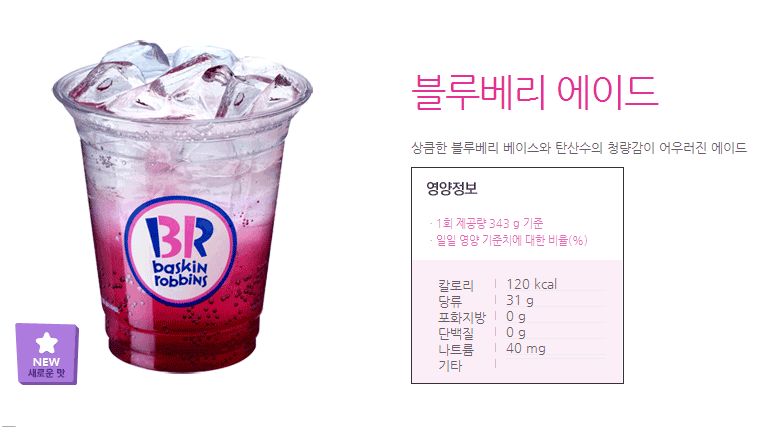 블루베리 에이드
상큼한 블루베리 베이스와 탄산수의 청량감이 어우러진 에이드
영양정보
· 1회 제공량 343 g 기준
· 일일 영양 기준치에 대한 비율(%)
칼로리 | 120 kcal
당류 | 31 g
포화지방 | 0 g
단백질 | 0 g
나트륨 | 40 mg
기타 |
BR
baskin
robbins
NEW
새로운 맛